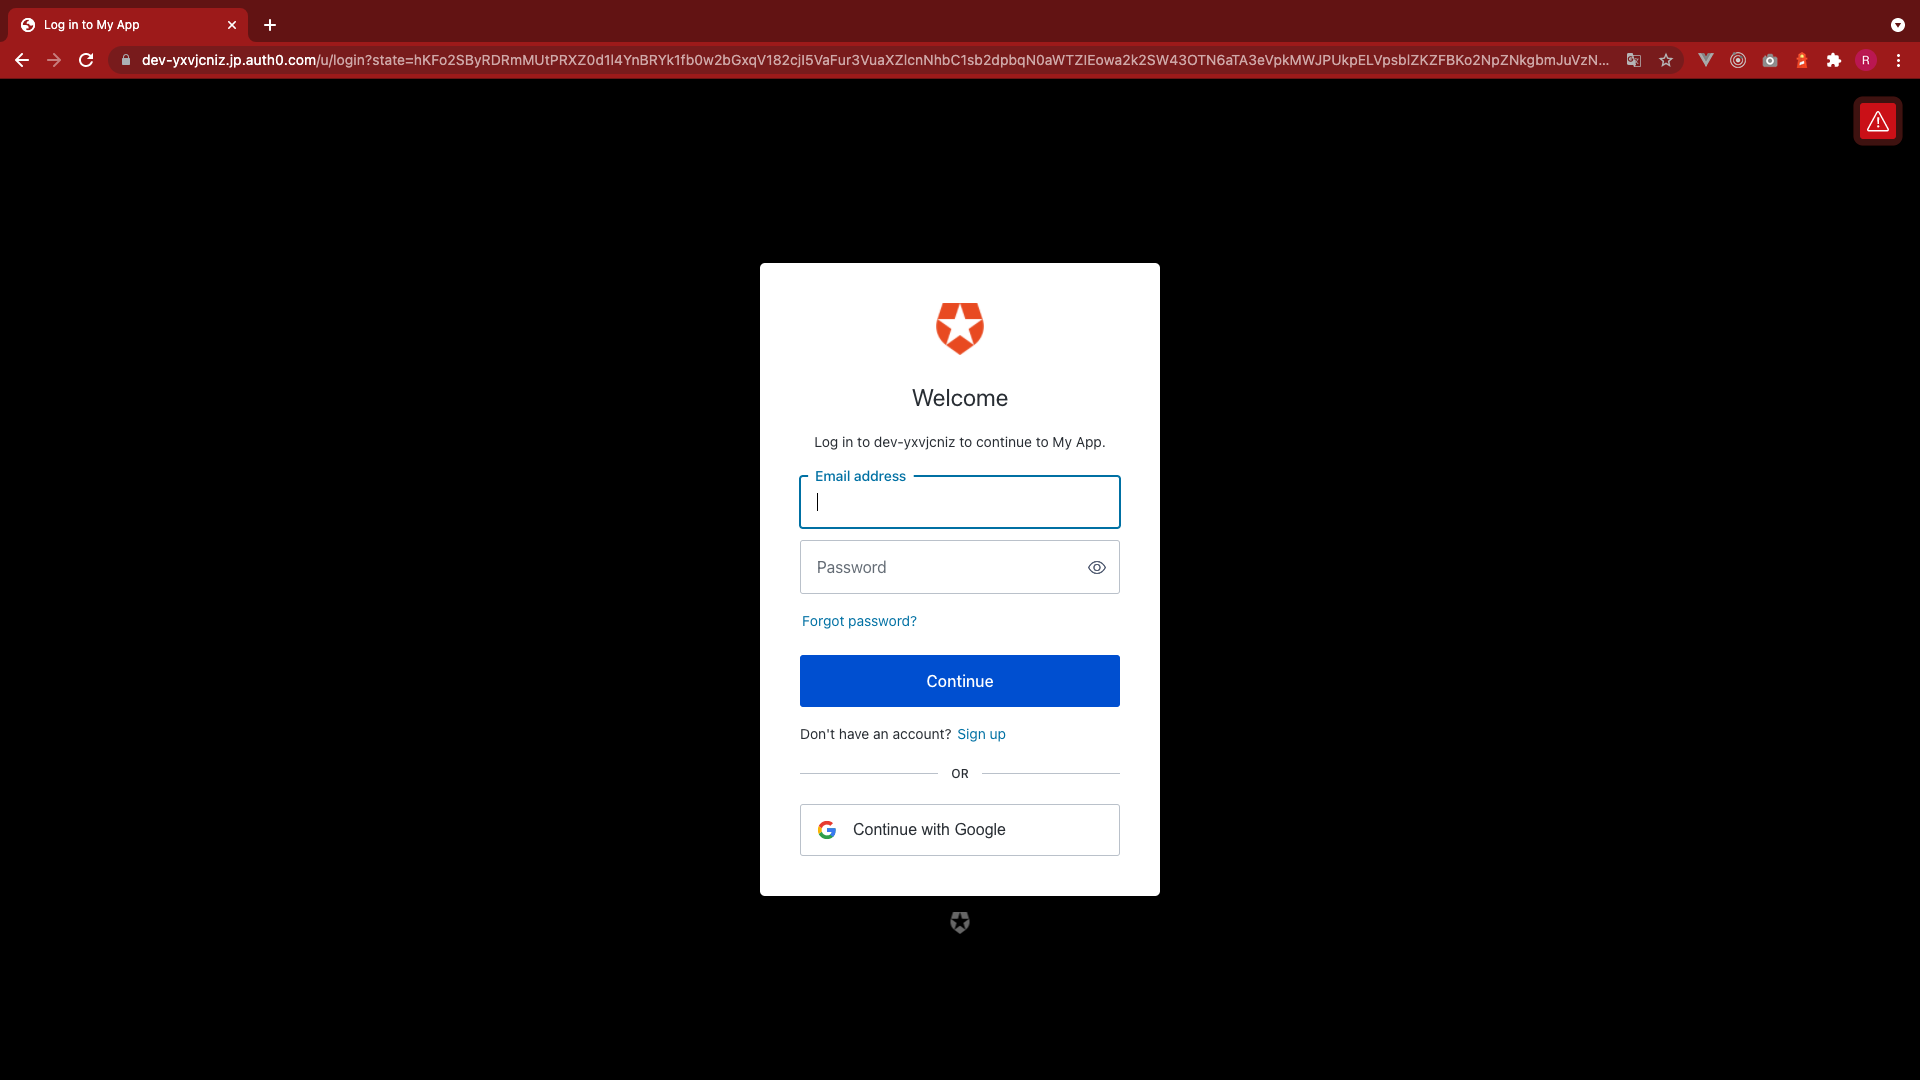 Log in to My App
dev-yxvjcniz.jp.auth0.com/u/login?state=
R
Welcome
Log in to dev-yxvjcniz to continue to My App.
Email address
Password
Forgot password?
Continue
Don't have an account? Sign up
OR
Continue with Google